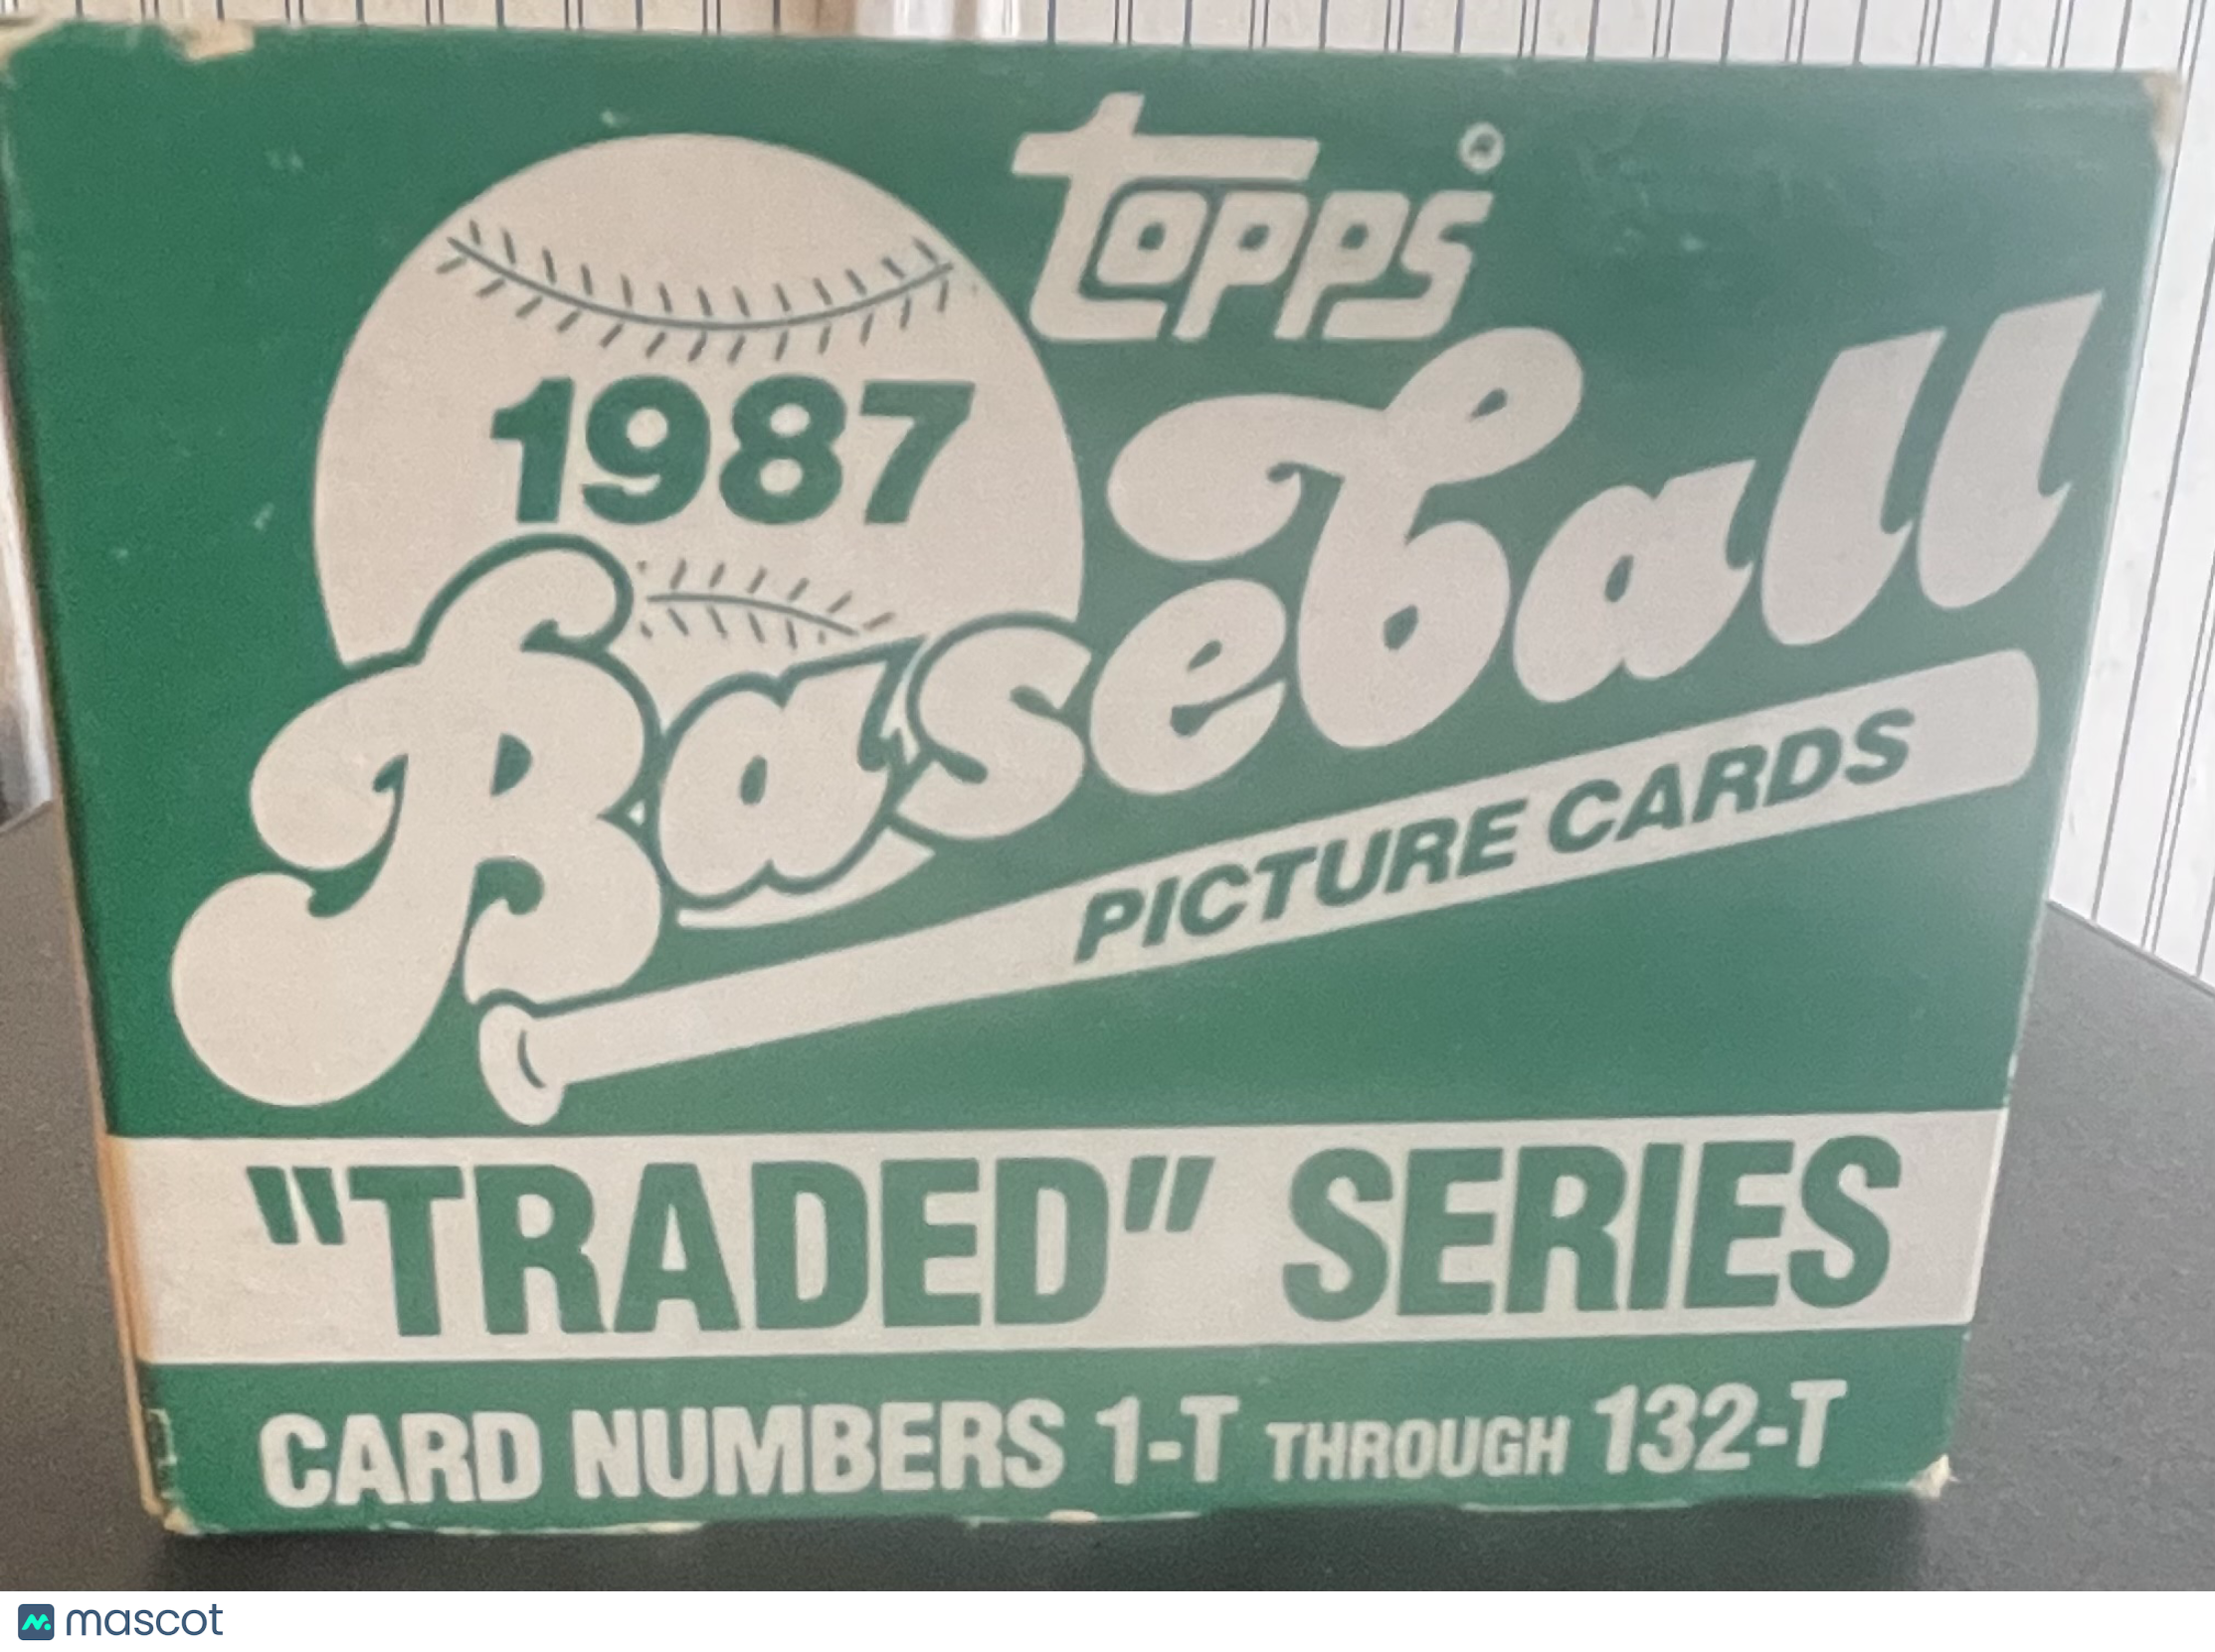 topps®
1987
Baseball
PICTURE CARDS
"TRADED" SERIES
CARD NUMBERS 1-T THROUGH 132-T
mascot